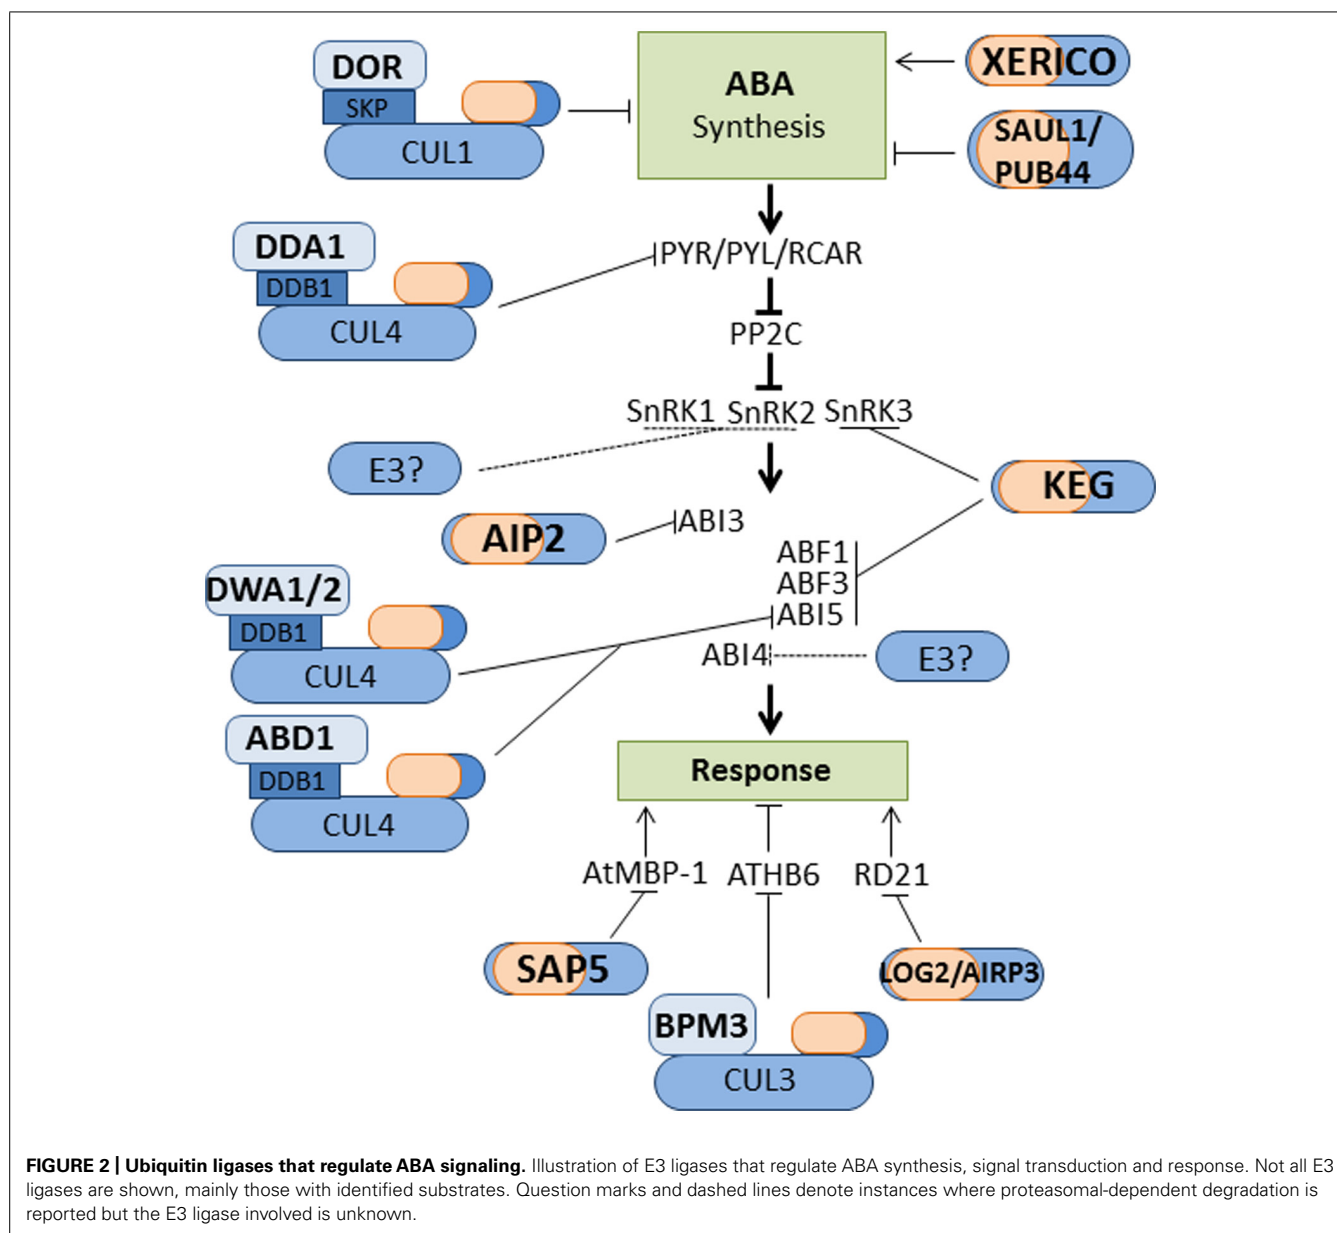 DOR
SKP
CUL1
ABA
Synthesis
XERICO
SAUL1/
PUB44
DDA1
DDB1
CUL4
PYR/PYL/RCAR
PP2C
SnRK1 SnRK2 SnRK3
E3?
KEG
AIP2
ABI3
ABF1
ABF3
ABI5
DWA1/2
DDB1
CUL4
ABI4
E3?
ABD1
DDB1
CUL4
Response
AtMBP-1 ATHB6 RD21
SAP5
LOG2/AIRP3
BPM3
CUL3
FIGURE 2 | Ubiquitin ligases that regulate ABA signaling. Illustration of E3 ligases that regulate ABA synthesis, signal transduction and response. Not all E3
ligases are shown, mainly those with identified substrates. Question marks and dashed lines denote instances where proteasomal-dependent degradation is
reported but the E3 ligase involved is unknown.